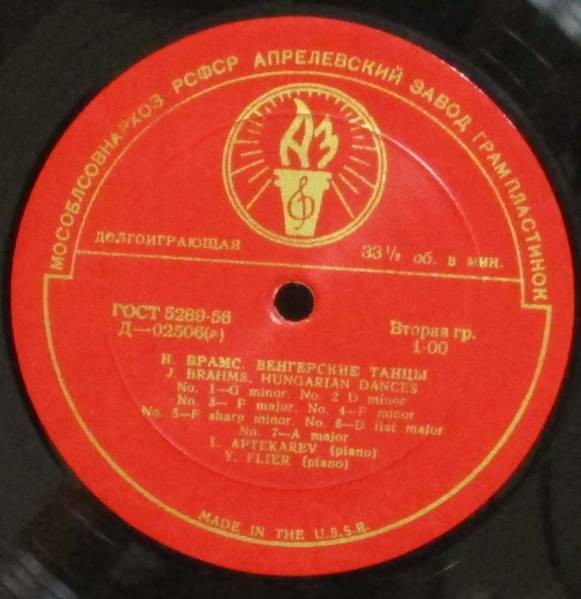 МОСОБЛСОВНАРХОЗ РСФСР АПРЕЛЕВСКИЙ ЗАВОД ГРАМПЛАСТИНОК
АЗ
ДОЛГОИГРАЮЩАЯ
33⅓ об. в мин.
ГОСТ 5289-56
Д—02506(а)
Вторая гр.
1-00
И. БРАМС. ВЕНГЕРСКИЕ ТАНЦЫ
J. BRAHMS, HUNGARIAN DANCES
No. 1—G minor. No. 2 D minor
No. 3— F major. No. 4—F minor
No. 5—F sharp minor. No. 6—D flat major
No. 7—A major
I. APTEKAREV (piano)
Y. FLIER (piano)
MADE IN THE U.S.S.R.